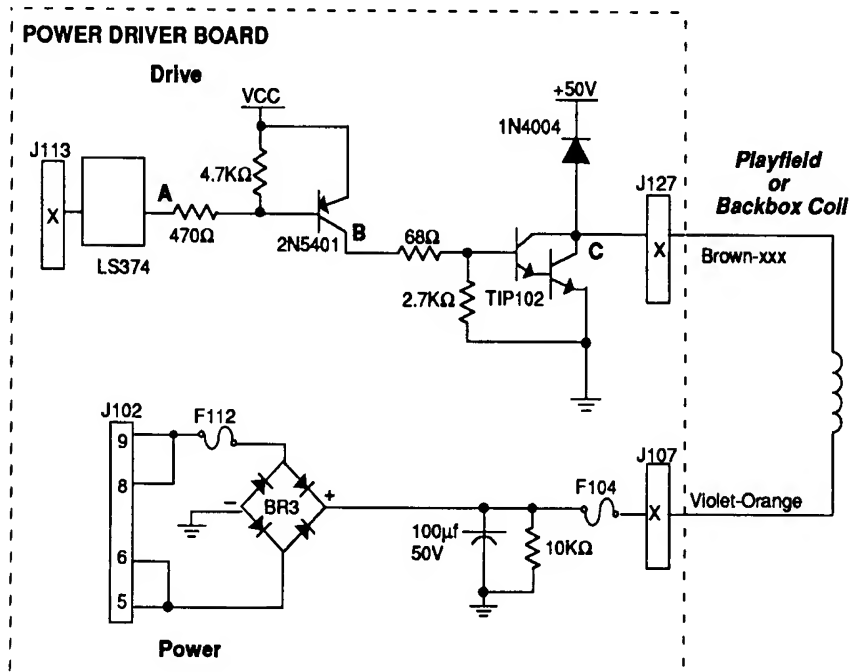 POWER DRIVER BOARD
Drive
VCC
+50V
1N4004
J113
A
4.7KΩ
J127
Playfield
or
Backbox Coil
X
470Ω
2N5401
B
68Ω
C
X
Brown-xxx
LS374
2.7KΩ
TIP102
J102
F112
9
8
BR3
-
+
F104
J107
X
Violet-Orange
100µf
50V
10KΩ
6
5
Power